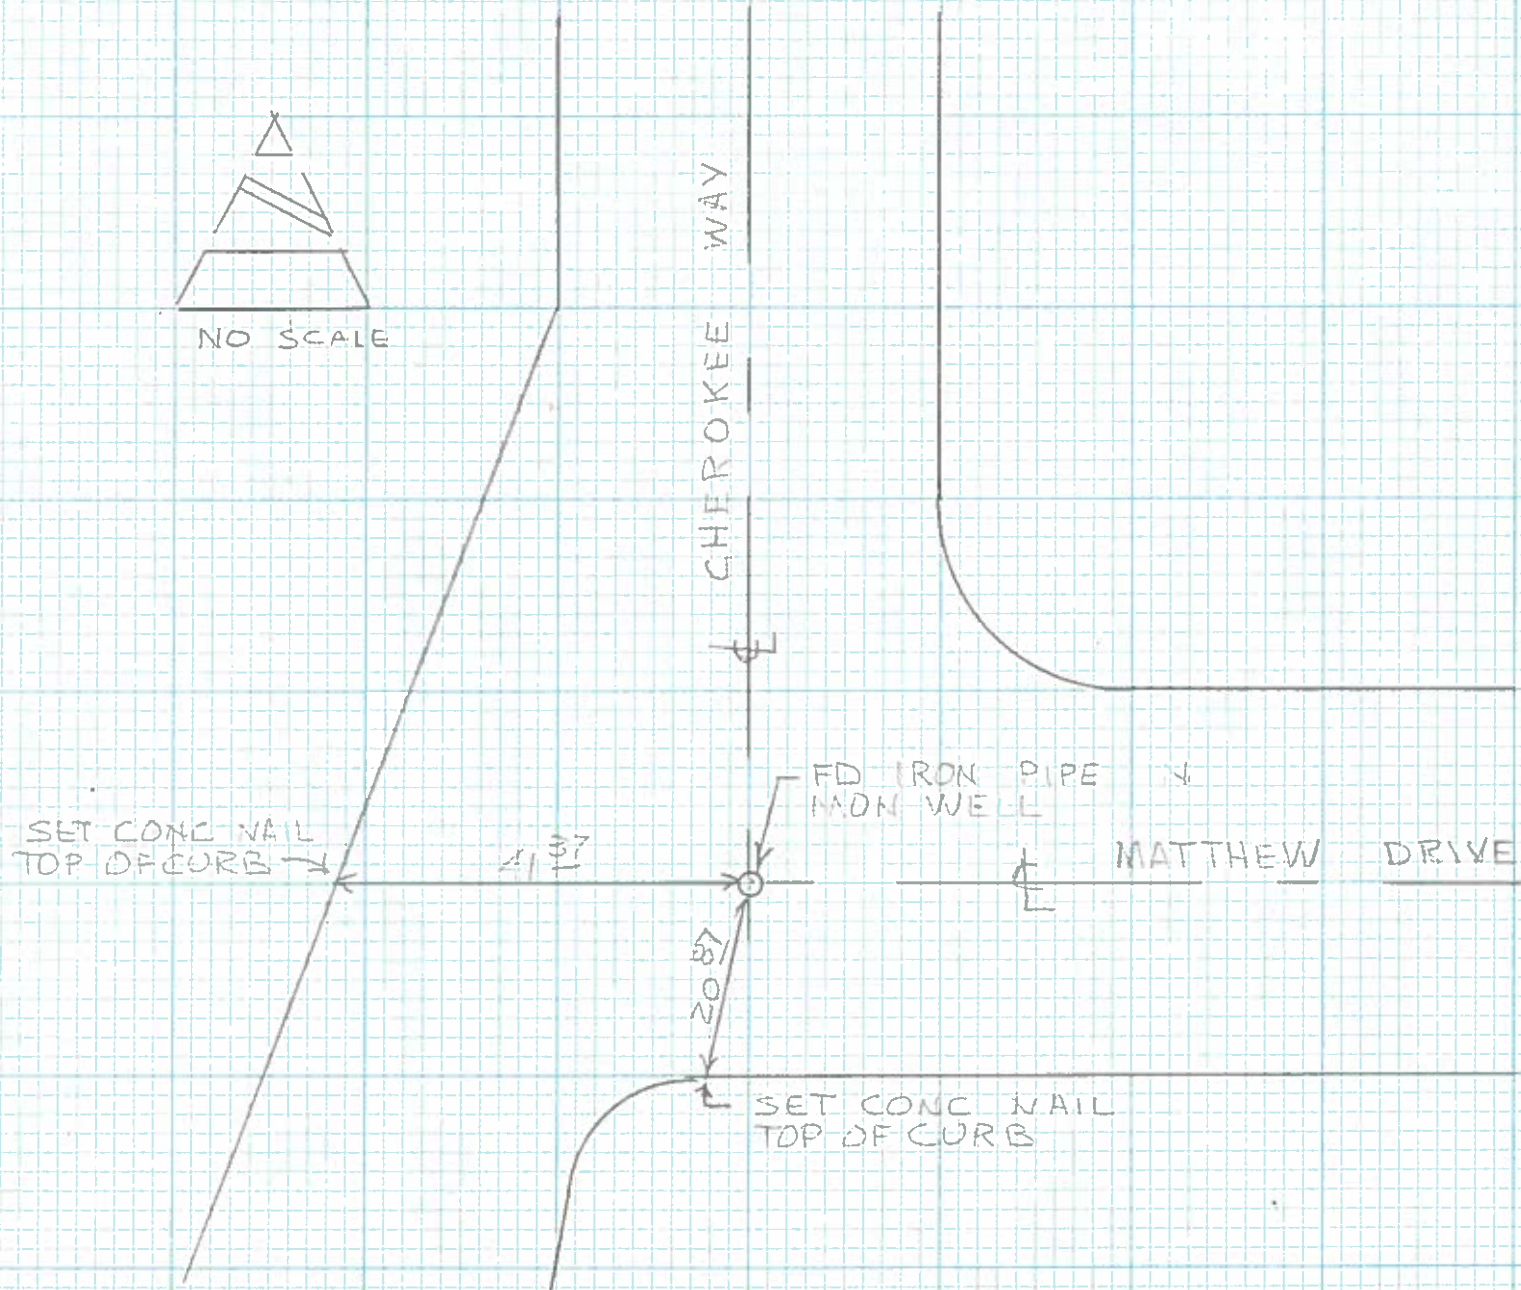 NO SCALE
CHEROKEE WAY
FD IRON PIPE
MON WELL
SET CONC NAIL
TOP OF CURB
41 37
MATTHEW DRIVE
20 87
SET CONC NAIL
TOP OF CURB